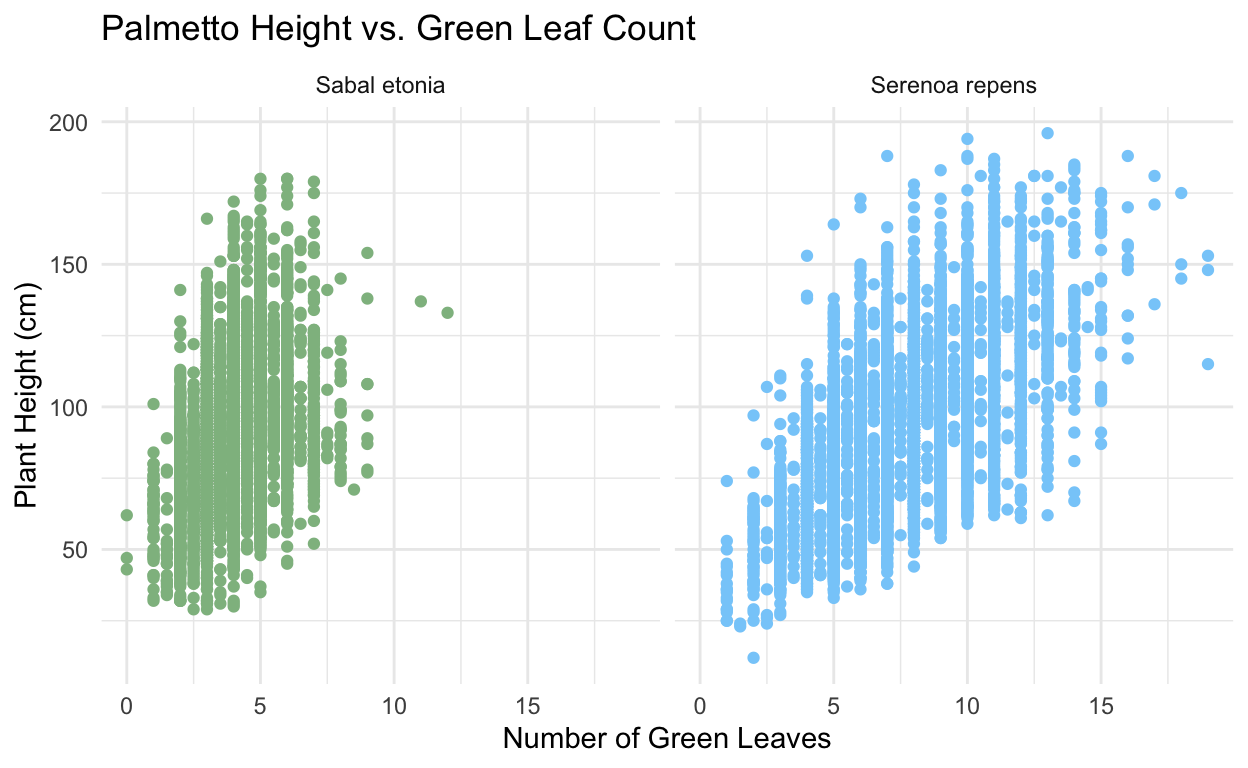 Palmetto Height vs. Green Leaf Count
Sabal etonia
Serenoa repens
Plant Height (cm)
200
150
100
50
0 5 10 15
0 5 10 15
Number of Green Leaves